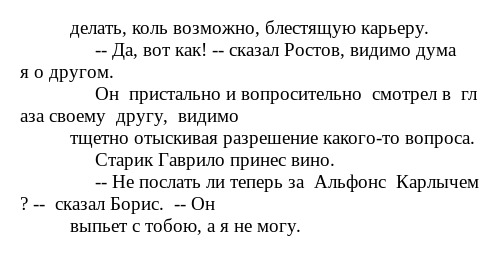 делать, коль возможно, блестящую карьеру.
-- Да, вот как! -- сказал Ростов, видимо дума
я о другом.
Он  пристально и вопросительно  смотрел в  гл
аза своему  другу,  видимо
тщетно отыскивая разрешение какого-то вопроса.
Старик Гаврило принес вино.
-- Не послать ли теперь за  Альфонс  Карлычем
? --  сказал Борис.  -- Он
выпьет с тобою, а я не могу.